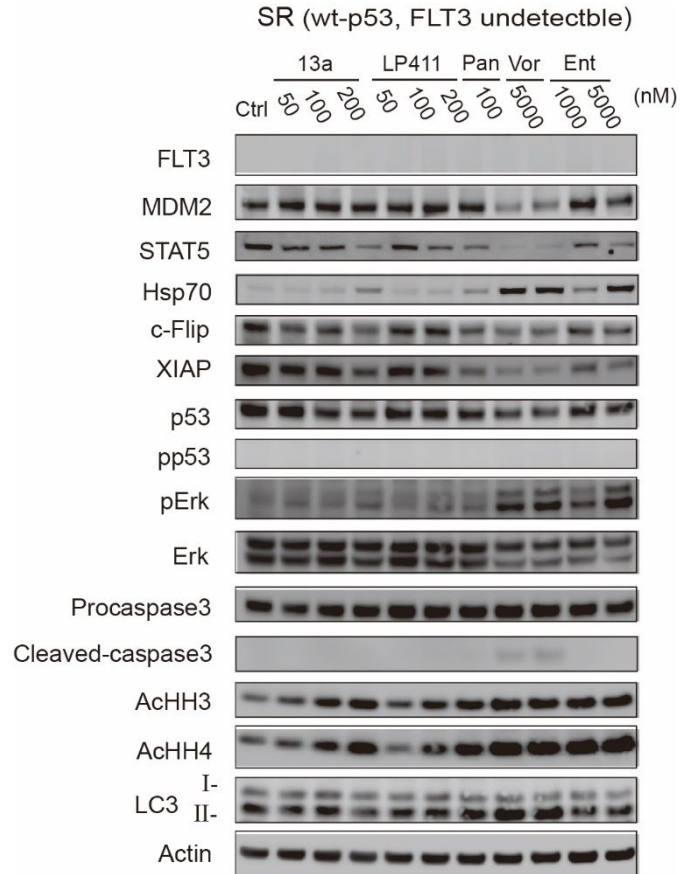 SR (wt-p53, FLT3 undetectble)
13a LP411 Pan Vor Ent
Ctrl 50 100 200 50 100 200 100 5000 1000 5000 (nM)
FLT3
MDM2
STAT5
Hsp70
c-Flip
XIAP
p53
pp53
pErk
Erk
Procaspase3
Cleaved-caspase3
AcHH3
AcHH4
I-
LC3
II-
Actin